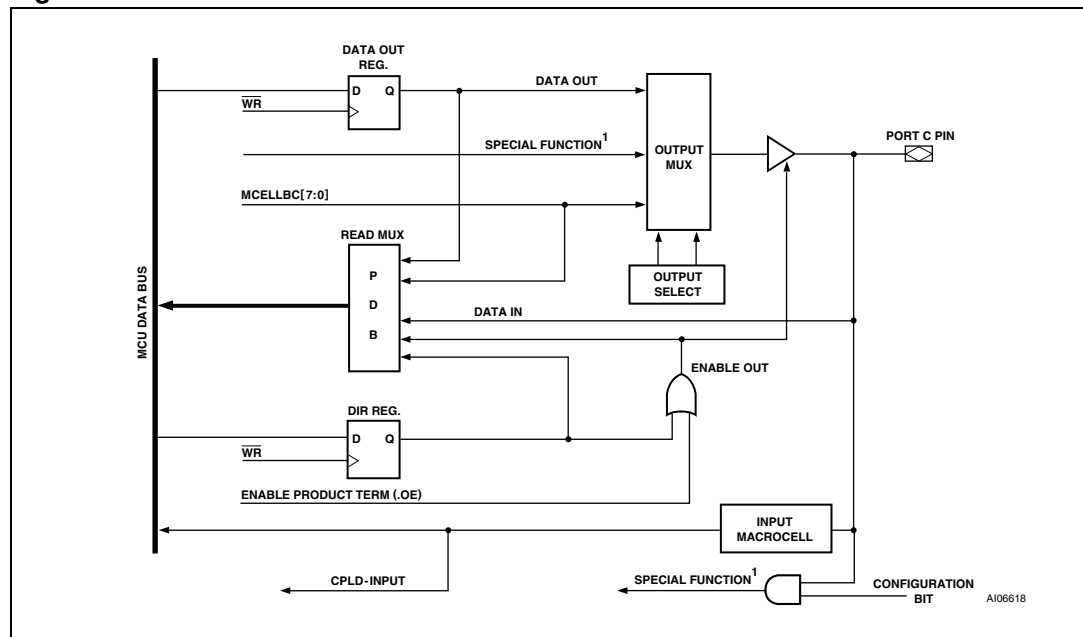 DATA OUT
REG.
D Q
WR
DATA OUT
SPECIAL FUNCTION1
MCELLBC[7:0]
OUTPUT
MUX
PORT C PIN
READ MUX
P
D
B
OUTPUT
SELECT
MCU DATA BUS
DATA IN
ENABLE OUT
DIR REG.
D Q
WR
ENABLE PRODUCT TERM (.OE)
INPUT
MACROCELL
CPLD-INPUT
SPECIAL FUNCTION1
CONFIGURATION
BIT
AI06618